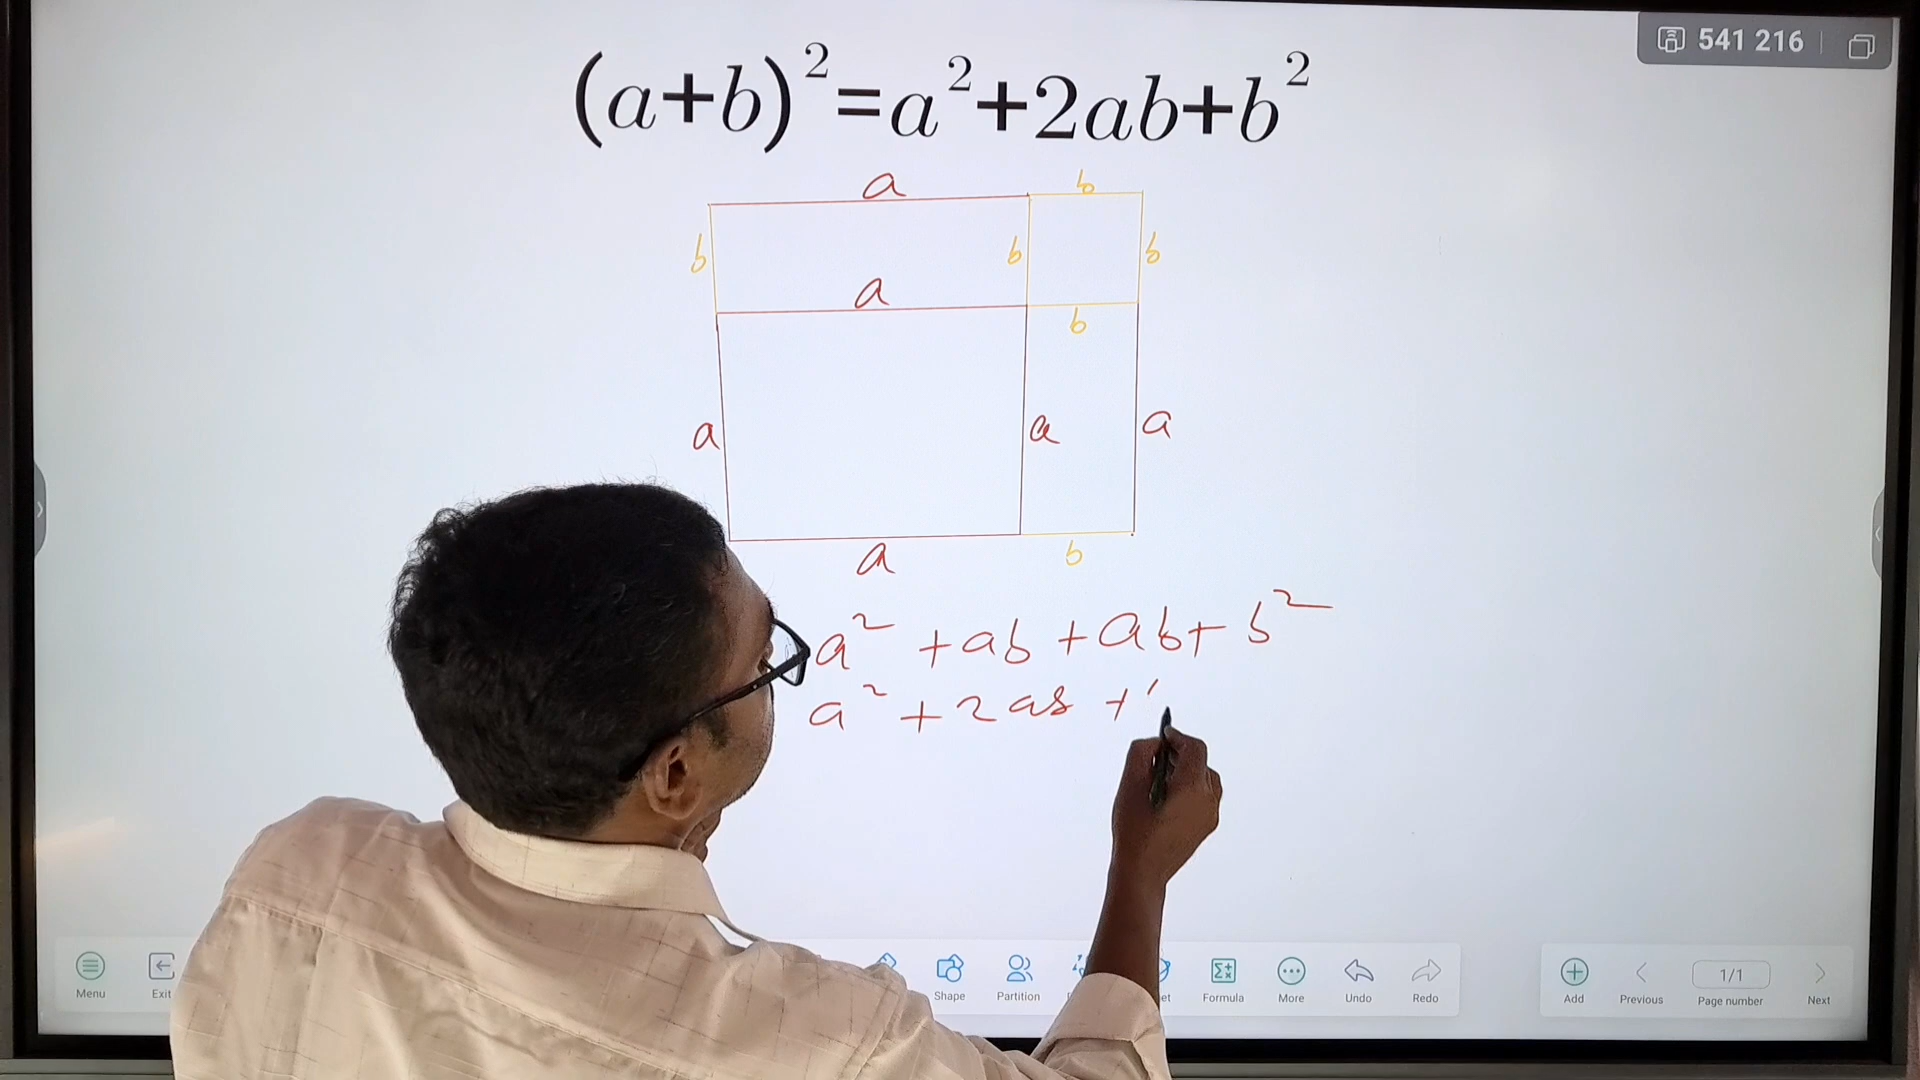 541 216
(a+b)²=a²+2ab+b²
a b
b b b
a
b
a a a
a b
a² + ab + ab + b²
a² + 2ab +
Menu Exit Shape Partition Formula More Undo Redo Add Previous 1/1 Page number Next